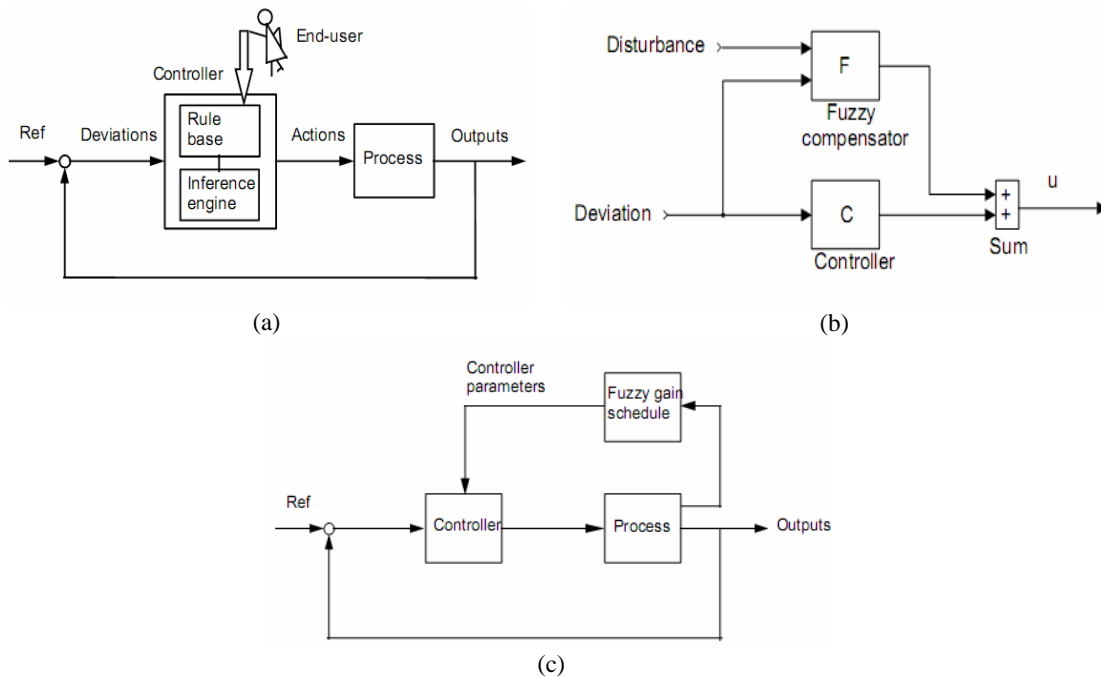 End-user
Controller
Ref
Deviations
Rule
base
Inference
engine
Actions
Process
Outputs
(a)
Disturbance
F
Fuzzy
compensator
Deviation
C
Controller
+
+
Sum
u
(b)
Controller
parameters
Fuzzy gain
schedule
Ref
Controller
Process
Outputs
(c)